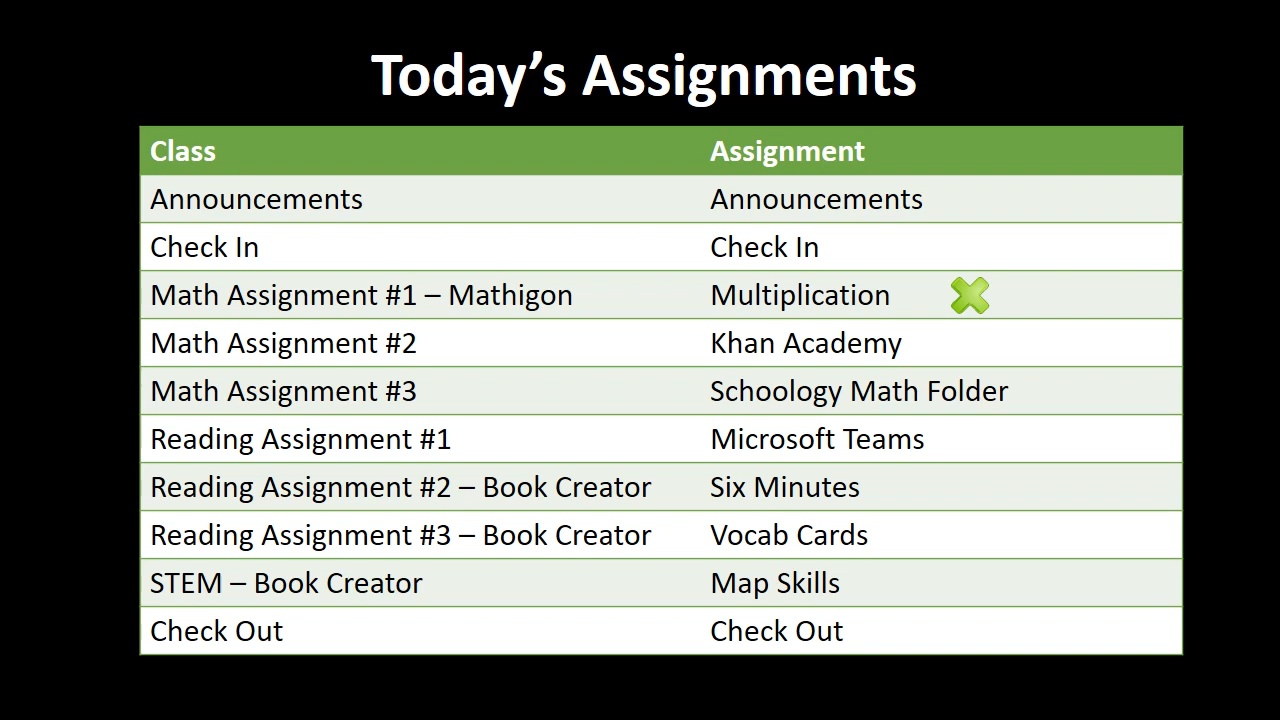 Today’s Assignments
Class Assignment
Announcements Announcements
Check In Check In
Math Assignment #1 – Mathigon Multiplication
Math Assignment #2 Khan Academy
Math Assignment #3 Schoology Math Folder
Reading Assignment #1 Microsoft Teams
Reading Assignment #2 – Book Creator Six Minutes
Reading Assignment #3 – Book Creator Vocab Cards
STEM – Book Creator Map Skills
Check Out Check Out